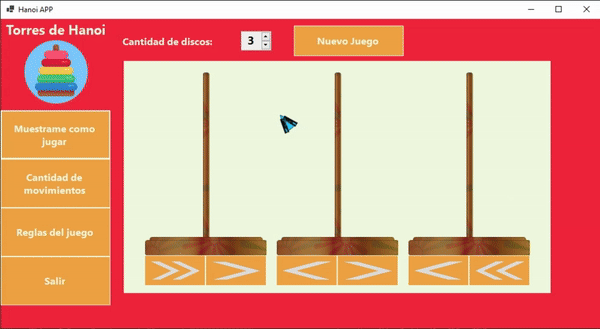 Hanoi APP
Torres de Hanoi
Cantidad de discos:
3
Nuevo Juego
Muestrame como
jugar
Cantidad de
movimientos
Reglas del juego
Salir